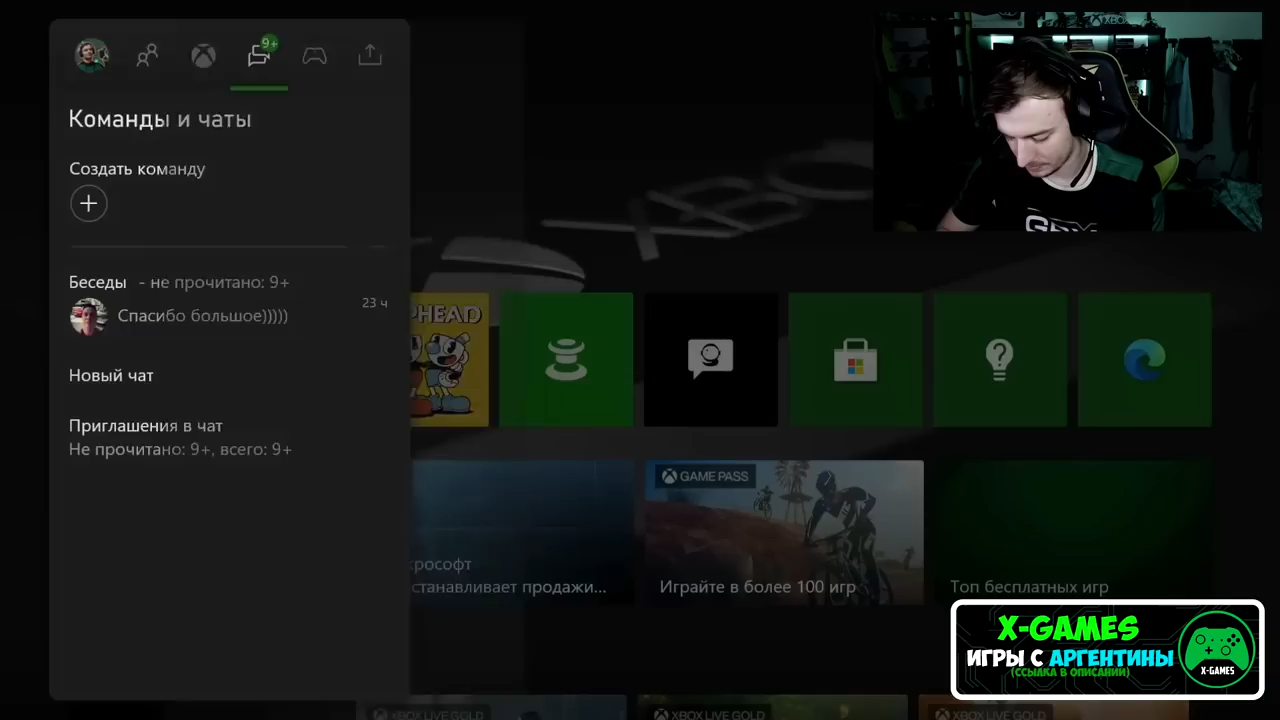 9+
XBOX
Команды и чаты
Создать команду
Беседы - не прочитано: 9+
23 ч
Спасибо большое)))))
Новый чат
Приглашения в чат
Не прочитано: 9+, всего: 9+
XBO
PHEAD
GAME PASS
крософт
станавливает продажи...
Играйте в более 100 игр
Топ бесплатных игр
X-GAMES
ИГРЫ С АРГЕНТИНЫ
(ССЫЛКА В ОПИСАНИИ)
X-GAMES
XBOX LIVE GOLD
XBOX LIVE GOLD
XBOX LIVE GOLD